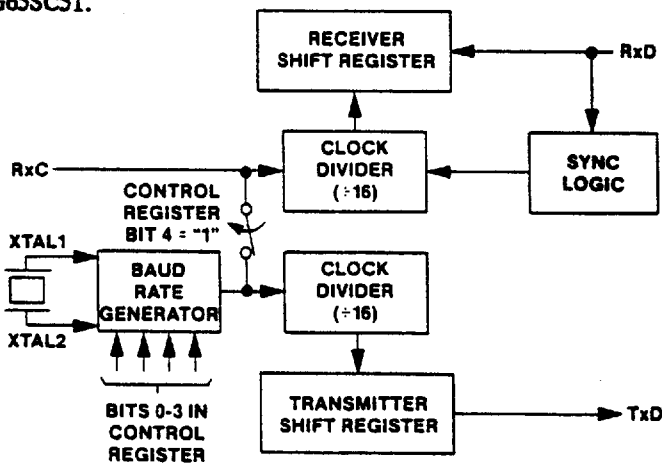 G65SC51.
RECEIVER
SHIFT REGISTER
RxD
RxC
CLOCK
DIVIDER
(÷16)
SYNC
LOGIC
CONTROL
REGISTER
BIT 4 = "1"
XTAL1
BAUD
RATE
GENERATOR
CLOCK
DIVIDER
(÷16)
XTAL2
BITS 0-3 IN
CONTROL
REGISTER
TRANSMITTER
SHIFT REGISTER
TxD